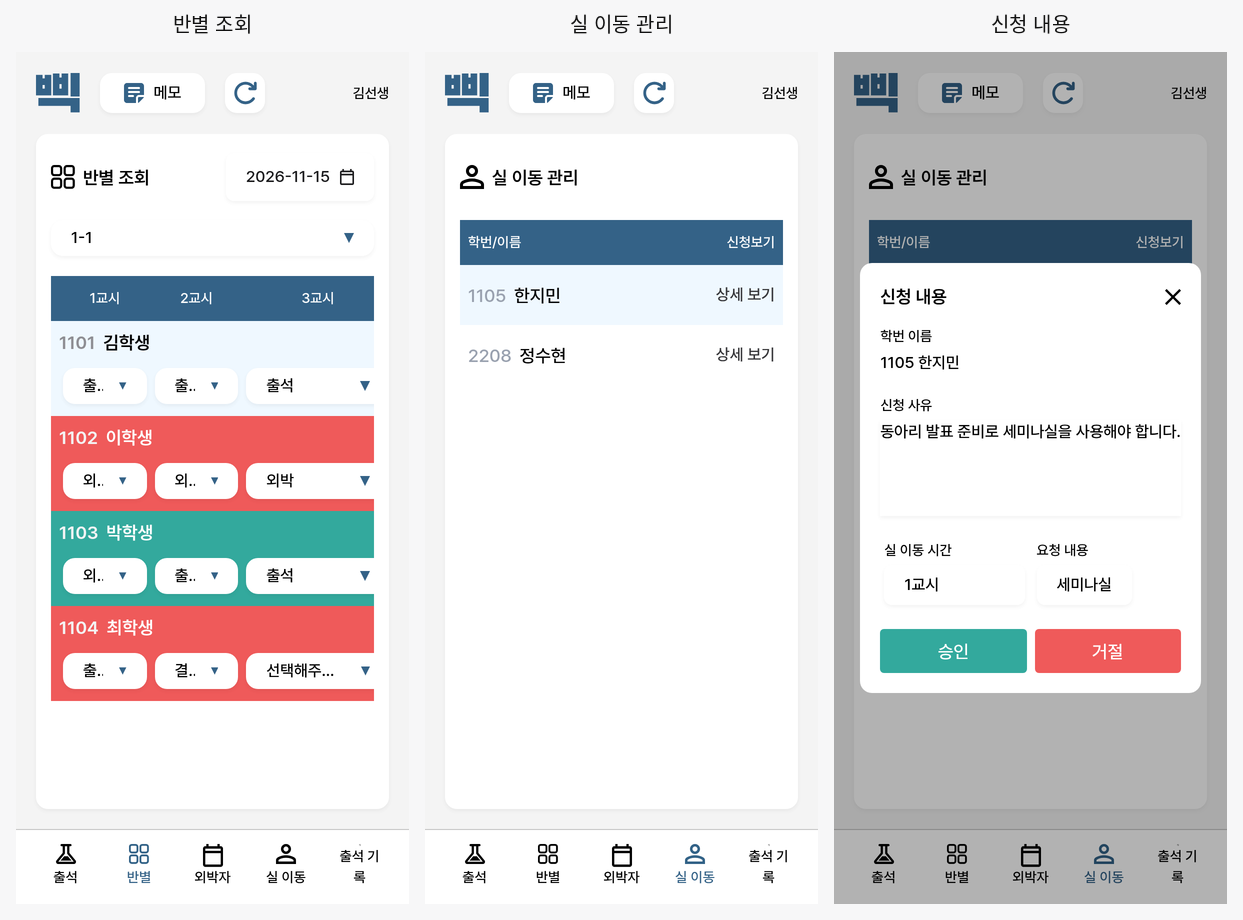 반별 조회
메모
김선생
반별 조회
2026-11-15
1-1
1교시 2교시 3교시
1101 김학생
출.. 출.. 출석
1102 이학생
외.. 외.. 외박
1103 박학생
외.. 출.. 출석
1104 최학생
출.. 결.. 선택해주...
출석 반별 외박자 실 이동 출석 기
록
실 이동 관리
메모
김선생
실 이동 관리
학번/이름 신청보기
1105 한지민 상세 보기
2208 정수현 상세 보기
출석 반별 외박자 실 이동 출석 기
록
신청 내용
메모
김선생
실 이동 관리
학번/이름 신청보기
신청 내용
학번 이름
1105 한지민
신청 사유
동아리 발표 준비로 세미나실을 사용해야 합니다.
실 이동 시간 요청 내용
1교시 세미나실
승인 거절
출석 반별 외박자 실 이동 출석 기
록